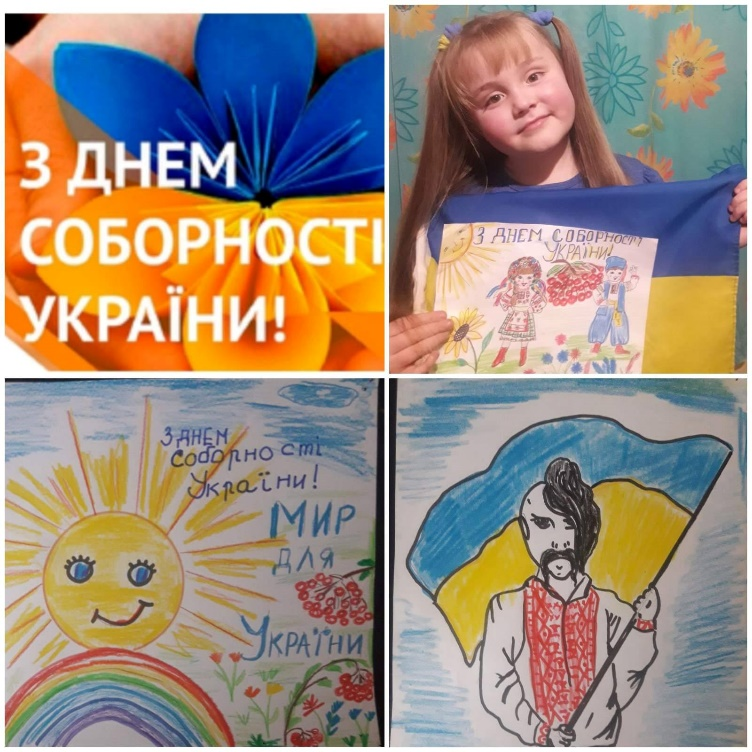 З ДНЕМ
СОБОРНОСТІ
УКРАЇНИ!
З ДНЕМ СОБОРНОСТІ
УКРАЇНИ!
З ДНЕМ
Соборності
України!
МИР
ДЛЯ
УКРАЇНИ